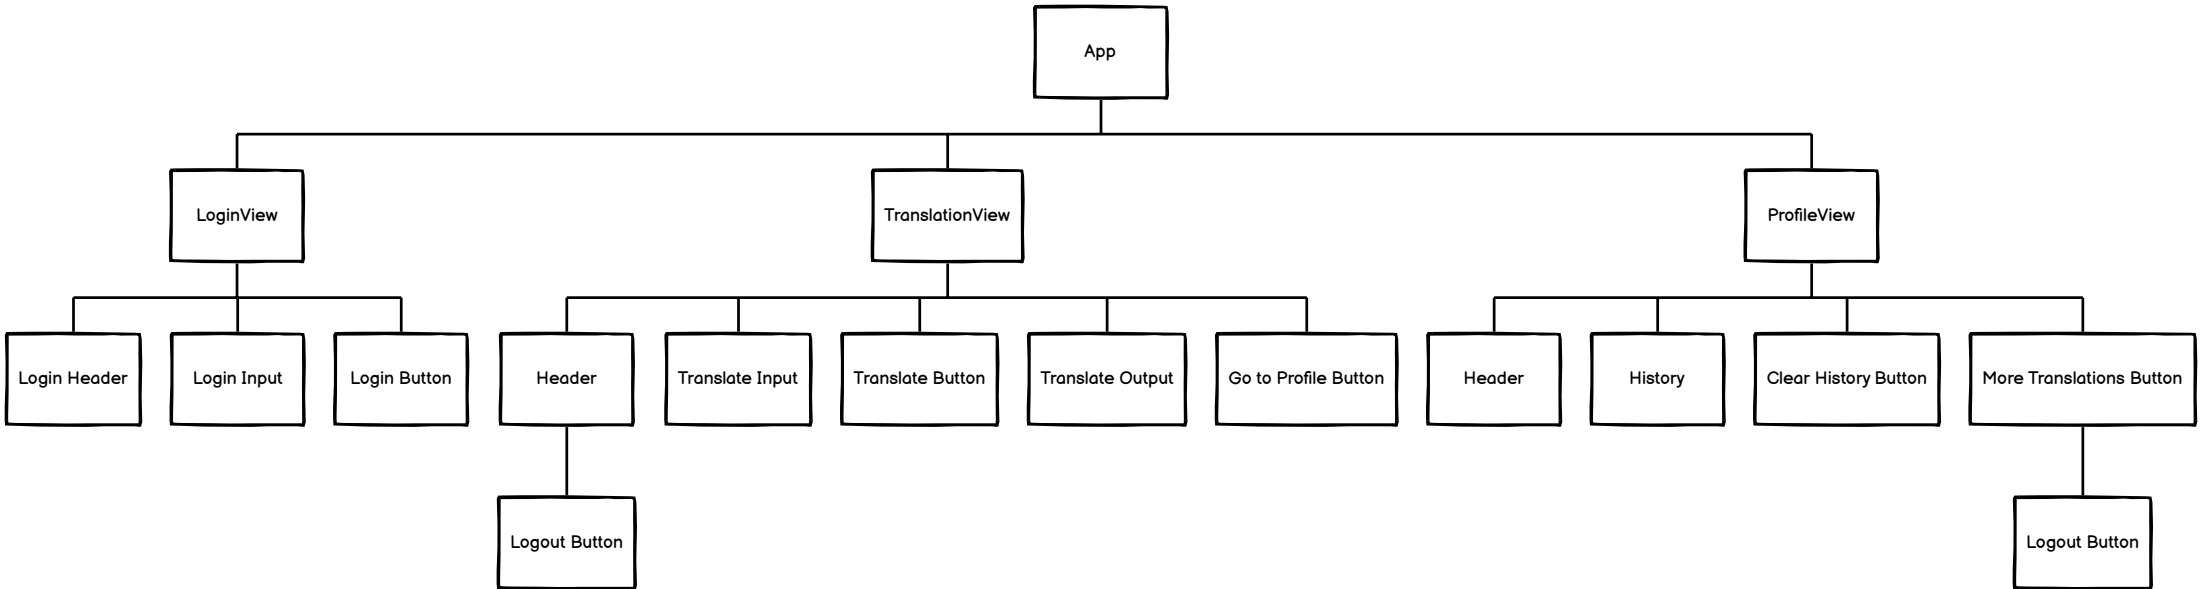 App
LoginView
TranslationView
ProfileView
Login Header
Login Input
Login Button
Header
Translate Input
Translate Button
Translate Output
Go to Profile Button
Header
History
Clear History Button
More Translations Button
Logout Button
Logout Button